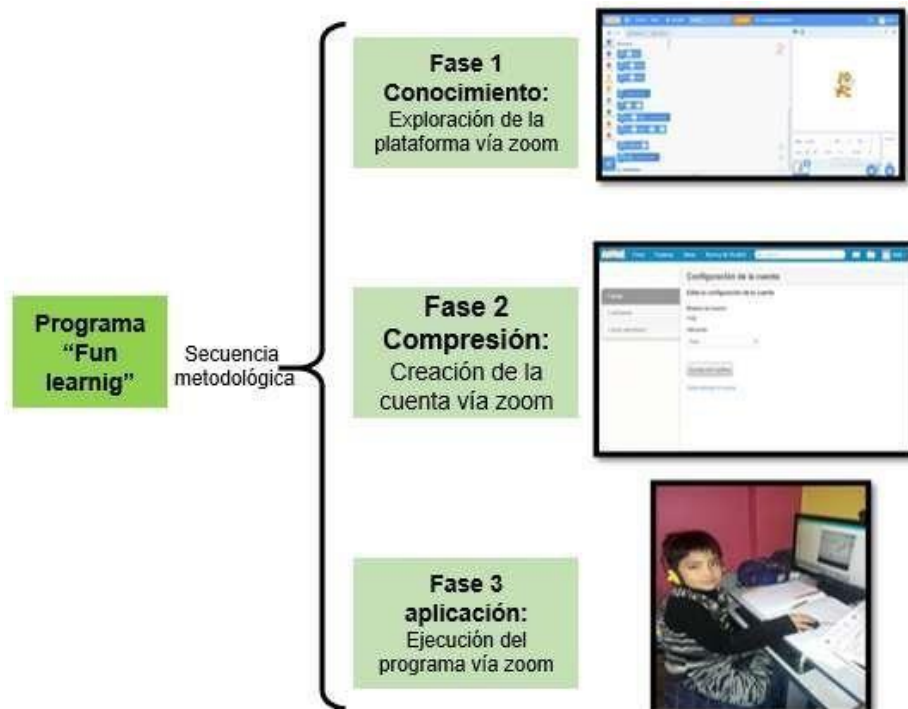 Programa
“Fun
learnig”
Secuencia
metodológica
Fase 1
Conocimiento:
Exploración de la
plataforma vía zoom
Fase 2
Compresión:
Creación de la
cuenta vía zoom
Configuración de la cuenta
Fase 3
aplicación:
Ejecución del
programa vía zoom